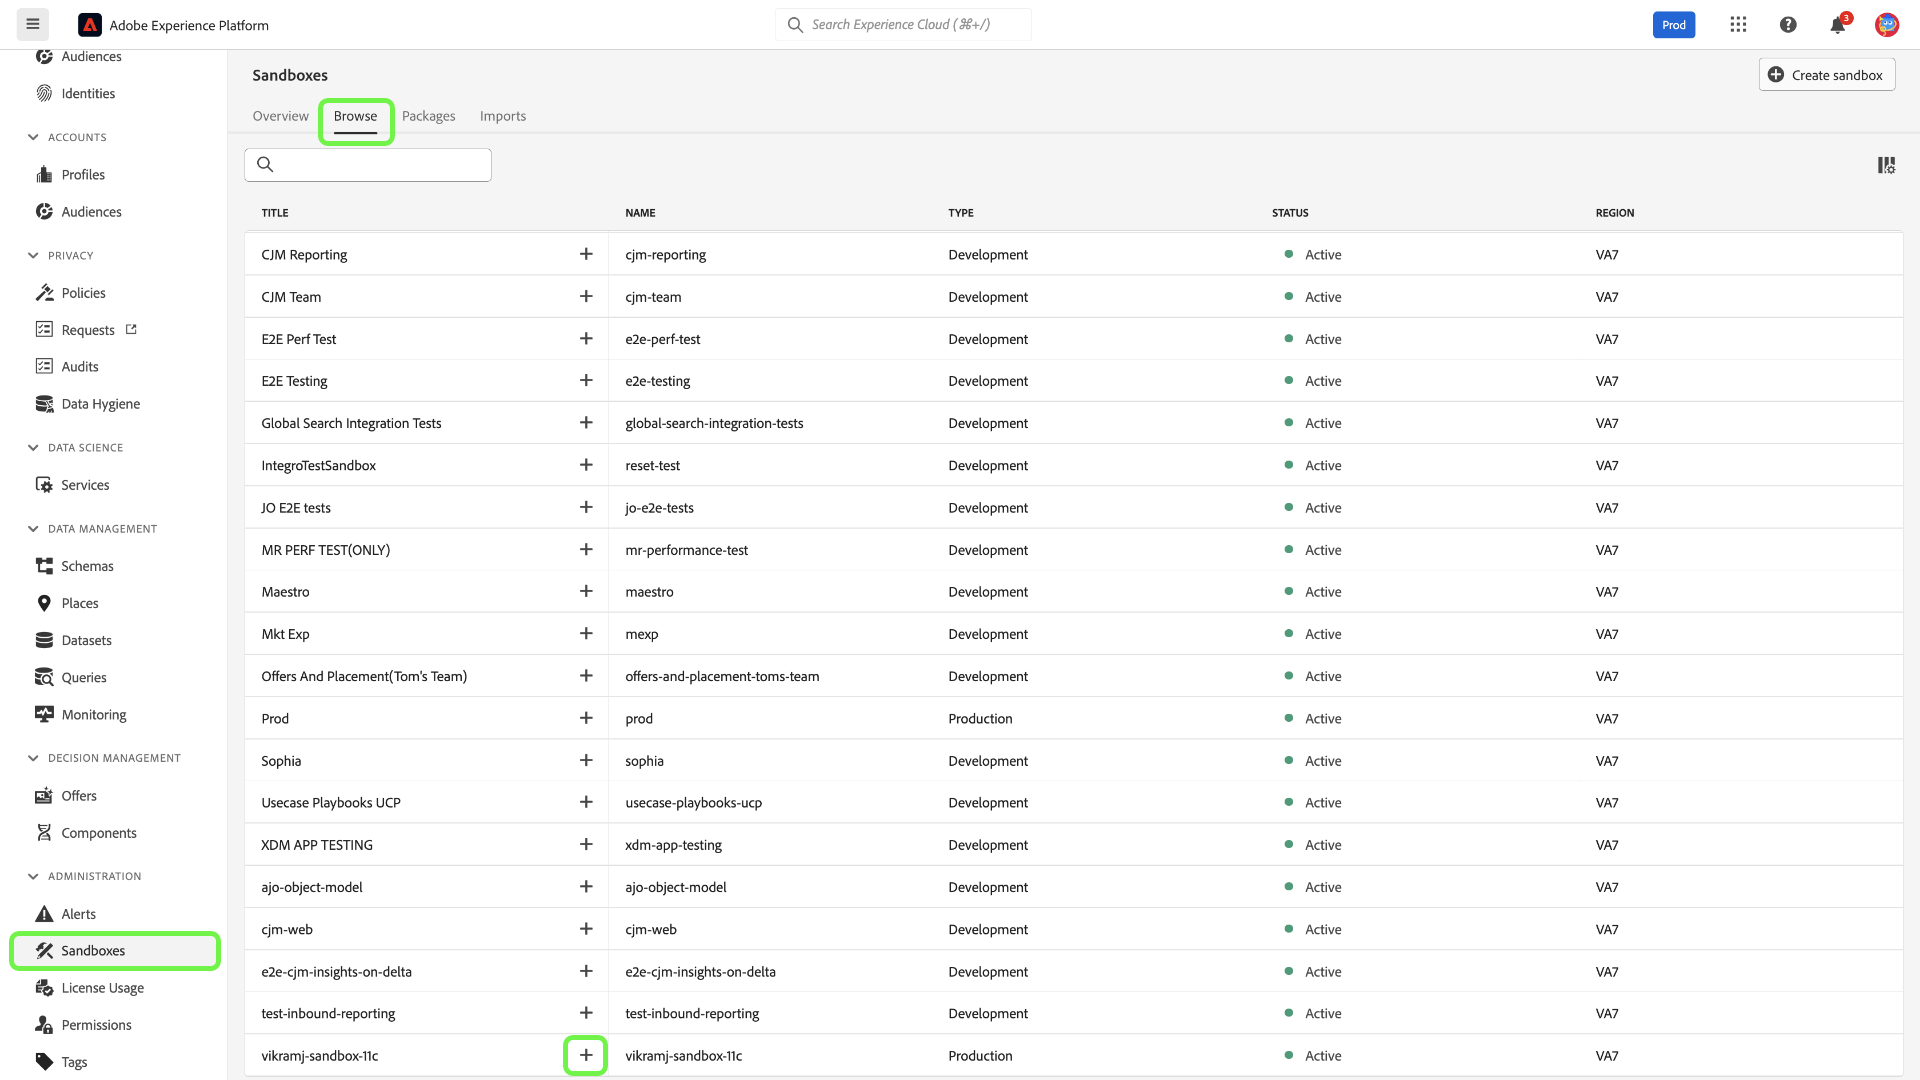 Adobe Experience Platform
Search Experience Cloud (⌘+/)
Prod
3
Audiences
Identities
ACCOUNTS
Profiles
Audiences
PRIVACY
Policies
Requests
Audits
Data Hygiene
DATA SCIENCE
Services
DATA MANAGEMENT
Schemas
Places
Datasets
Queries
Monitoring
DECISION MANAGEMENT
Offers
Components
ADMINISTRATION
Alerts
Sandboxes
License Usage
Permissions
Tags
Sandboxes
Create sandbox
Overview Browse Packages Imports
TITLE NAME TYPE STATUS REGION
CJM Reporting cjm-reporting Development Active VA7
CJM Team cjm-team Development Active VA7
E2E Perf Test e2e-perf-test Development Active VA7
E2E Testing e2e-testing Development Active VA7
Global Search Integration Tests global-search-integration-tests Development Active VA7
IntegroTestSandbox reset-test Development Active VA7
JO E2E tests jo-e2e-tests Development Active VA7
MR PERF TEST(ONLY) mr-performance-test Development Active VA7
Maestro maestro Development Active VA7
Mkt Exp mexp Development Active VA7
Offers And Placement(Tom's Team) offers-and-placement-toms-team Development Active VA7
Prod prod Production Active VA7
Sophia sophia Development Active VA7
Usecase Playbooks UCP usecase-playbooks-ucp Development Active VA7
XDM APP TESTING xdm-app-testing Development Active VA7
ajo-object-model ajo-object-model Development Active VA7
cjm-web cjm-web Development Active VA7
e2e-cjm-insights-on-delta e2e-cjm-insights-on-delta Development Active VA7
test-inbound-reporting test-inbound-reporting Development Active VA7
vikramj-sandbox-11c vikramj-sandbox-11c Production Active VA7